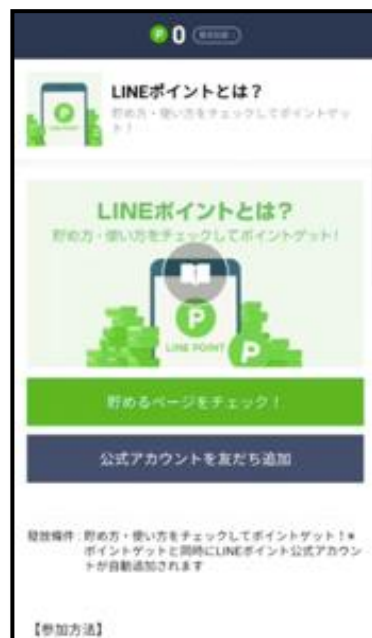 P 0
LINEポイントとは？
貯め方・使い方をチェックしてポイントゲッ
ト！
LINEポイントとは？
貯め方・使い方をチェックしてポイントゲット！
P
LINE POINT
P
貯めるページをチェック！
公式アカウントを友だち追加
貯め方・使い方をチェックしてポイントゲット！※
ポイントゲットと同時にLINEポイント公式アカウン
トが自動追加されます
【参加方法】